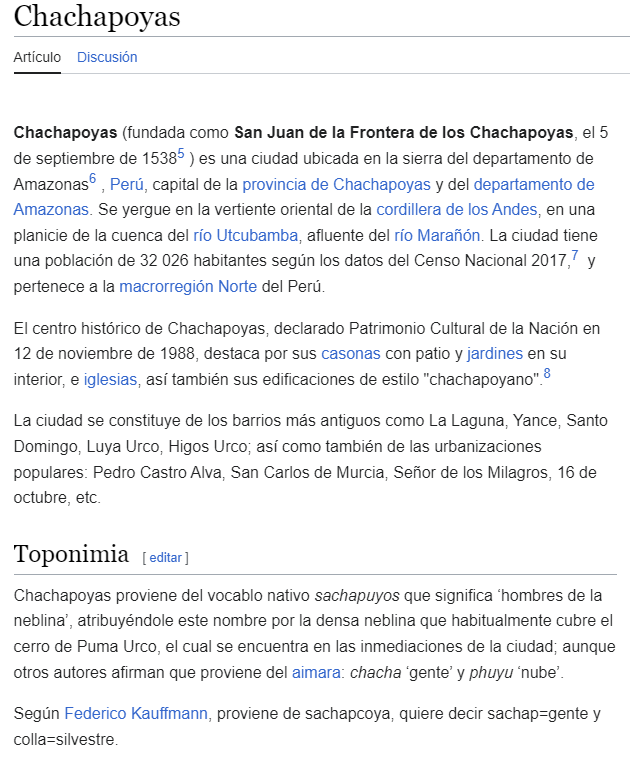 Chachapoyas
Artículo Discusión
Chachapoyas (fundada como San Juan de la Frontera de los Chachapoyas, el 5
de septiembre de 1538⁵ ) es una ciudad ubicada en la sierra del departamento de
Amazonas⁶ , Perú, capital de la provincia de Chachapoyas y del departamento de
Amazonas. Se yergue en la vertiente oriental de la cordillera de los Andes, en una
planicie de la cuenca del río Utcubamba, afluente del río Marañón. La ciudad tiene
una población de 32 026 habitantes según los datos del Censo Nacional 2017,⁷ y
pertenece a la macrorregión Norte del Perú.
El centro histórico de Chachapoyas, declarado Patrimonio Cultural de la Nación en
12 de noviembre de 1988, destaca por sus casonas con patio y jardines en su
interior, e iglesias, así también sus edificaciones de estilo "chachapoyano".⁸
La ciudad se constituye de los barrios más antiguos como La Laguna, Yance, Santo
Domingo, Luya Urco, Higos Urco; así como también de las urbanizaciones
populares: Pedro Castro Alva, San Carlos de Murcia, Señor de los Milagros, 16 de
octubre, etc.
Toponimia [ editar ]
Chachapoyas proviene del vocablo nativo sachapuyos que significa ‘hombres de la
neblina’, atribuyéndole este nombre por la densa neblina que habitualmente cubre el
cerro de Puma Urco, el cual se encuentra en las inmediaciones de la ciudad; aunque
otros autores afirman que proviene del aimara: chacha ‘gente’ y phuyu ‘nube’.
Según Federico Kauffmann, proviene de sachapcoya, quiere decir sachap=gente y
colla=silvestre.